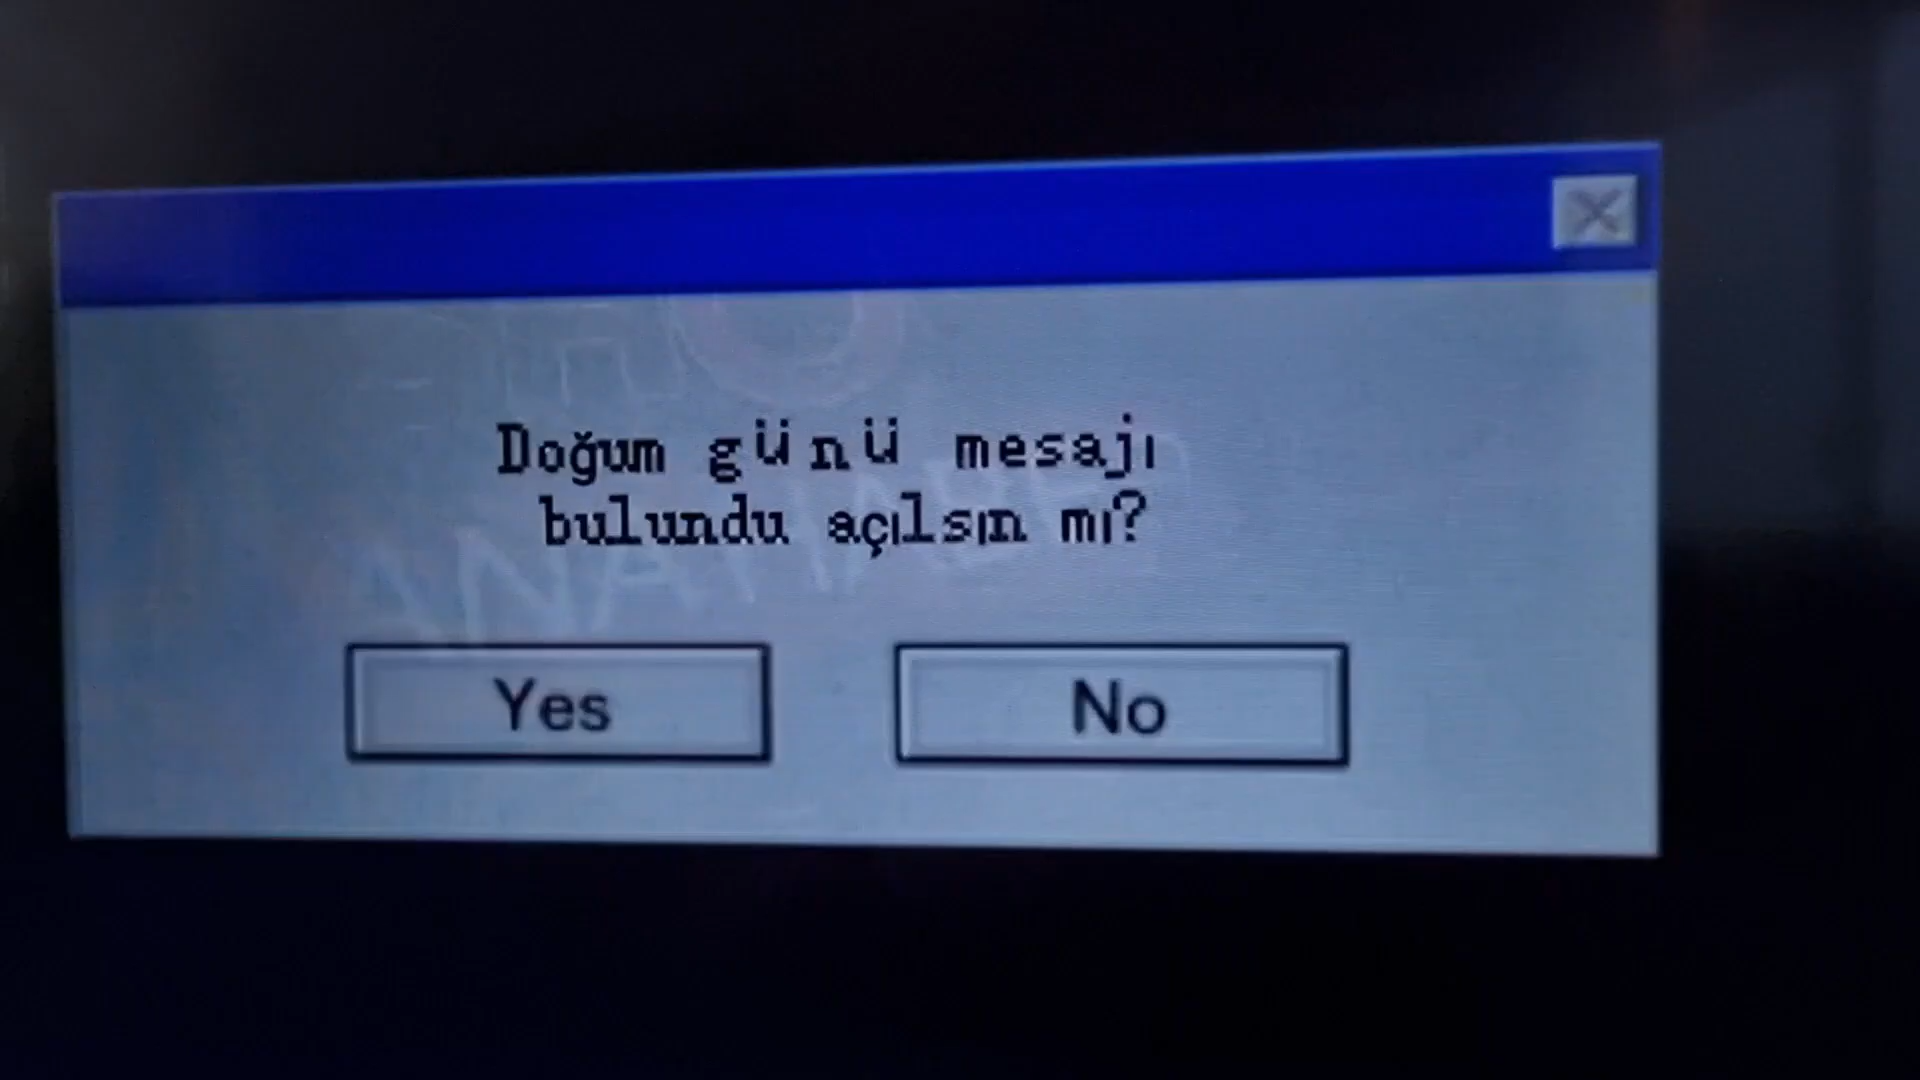 Doğum günü mesajı
bulundu açılsın mı?
Yes
No